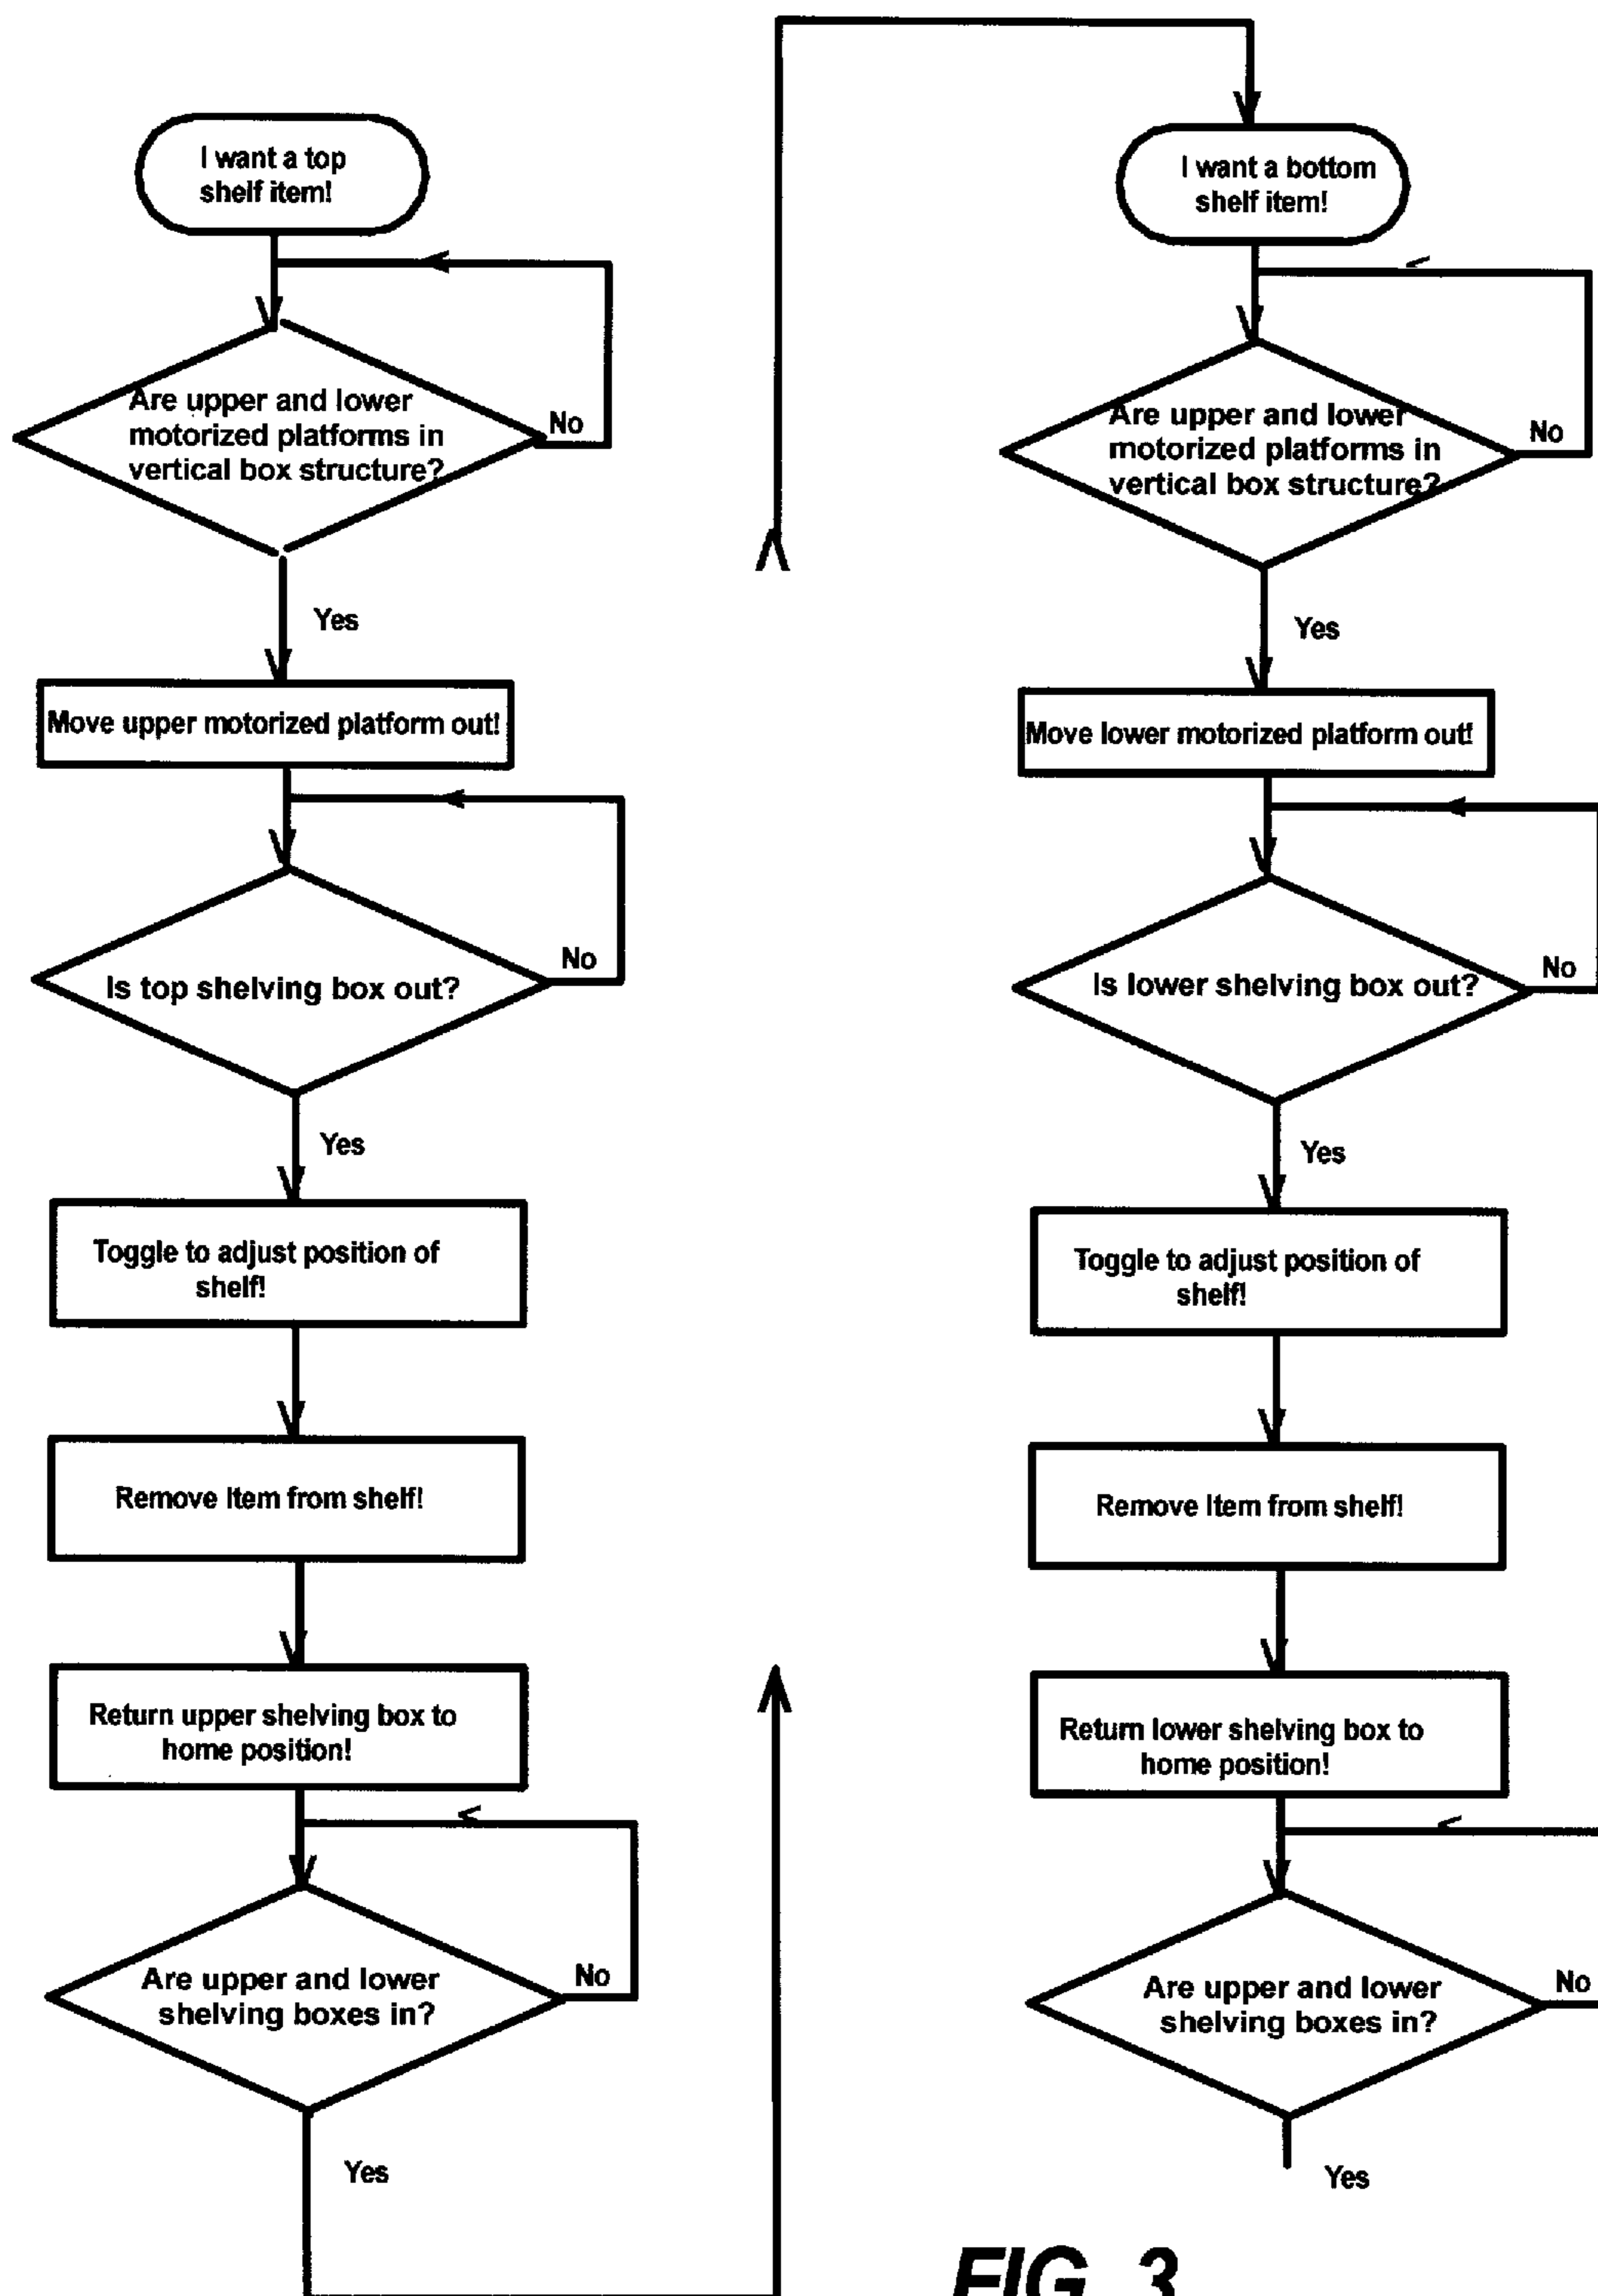 I want a top
shelf item!
Are upper and lower
motorized platforms in
vertical box structure?
No
Yes
Move upper motorized platform out!
Is top shelving box out?
No
Yes
Toggle to adjust position of
shelf!
Remove Item from shelf!
Return upper shelving box to
home position!
Are upper and lower
shelving boxes in?
No
Yes
I want a bottom
shelf item!
Are upper and lower
motorized platforms in
vertical box structure?
No
Yes
Move lower motorized platform out!
Is lower shelving box out?
No
Yes
Toggle to adjust position of
shelf!
Remove Item from shelf!
Return lower shelving box to
home position!
Are upper and lower
shelving boxes in?
No
Yes
FIG. 3